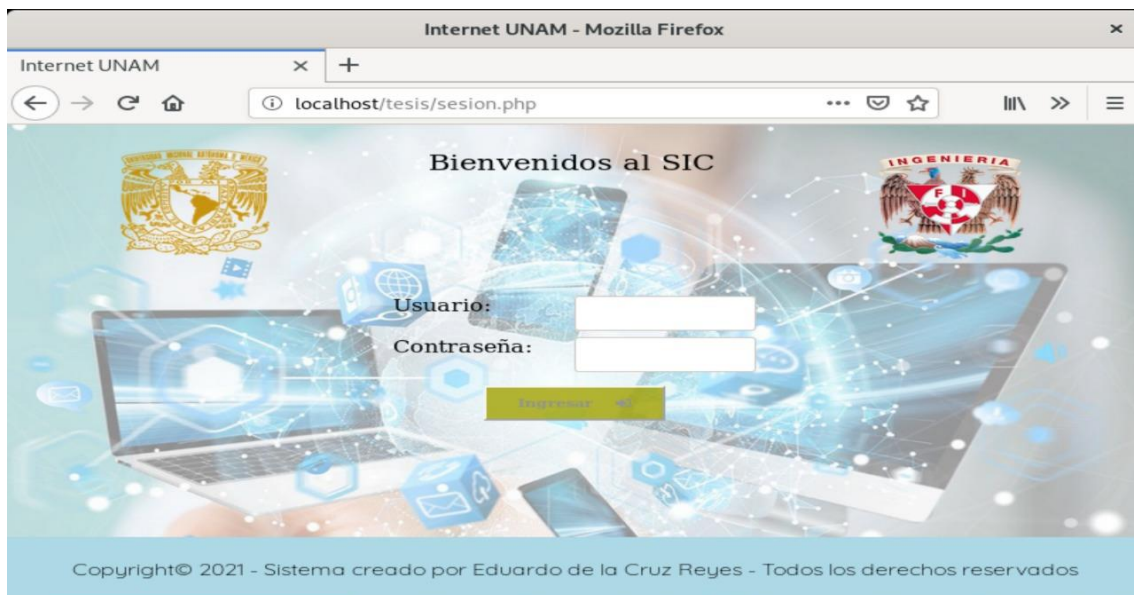 Internet UNAM - Mozilla Firefox
Internet UNAM
localhost/tesis/sesion.php
Bienvenidos al SIC
INGENIERIA
Usuario:
Contraseña:
Ingresar
Copyright© 2021 - Sistema creado por Eduardo de la Cruz Reyes - Todos los derechos reservados